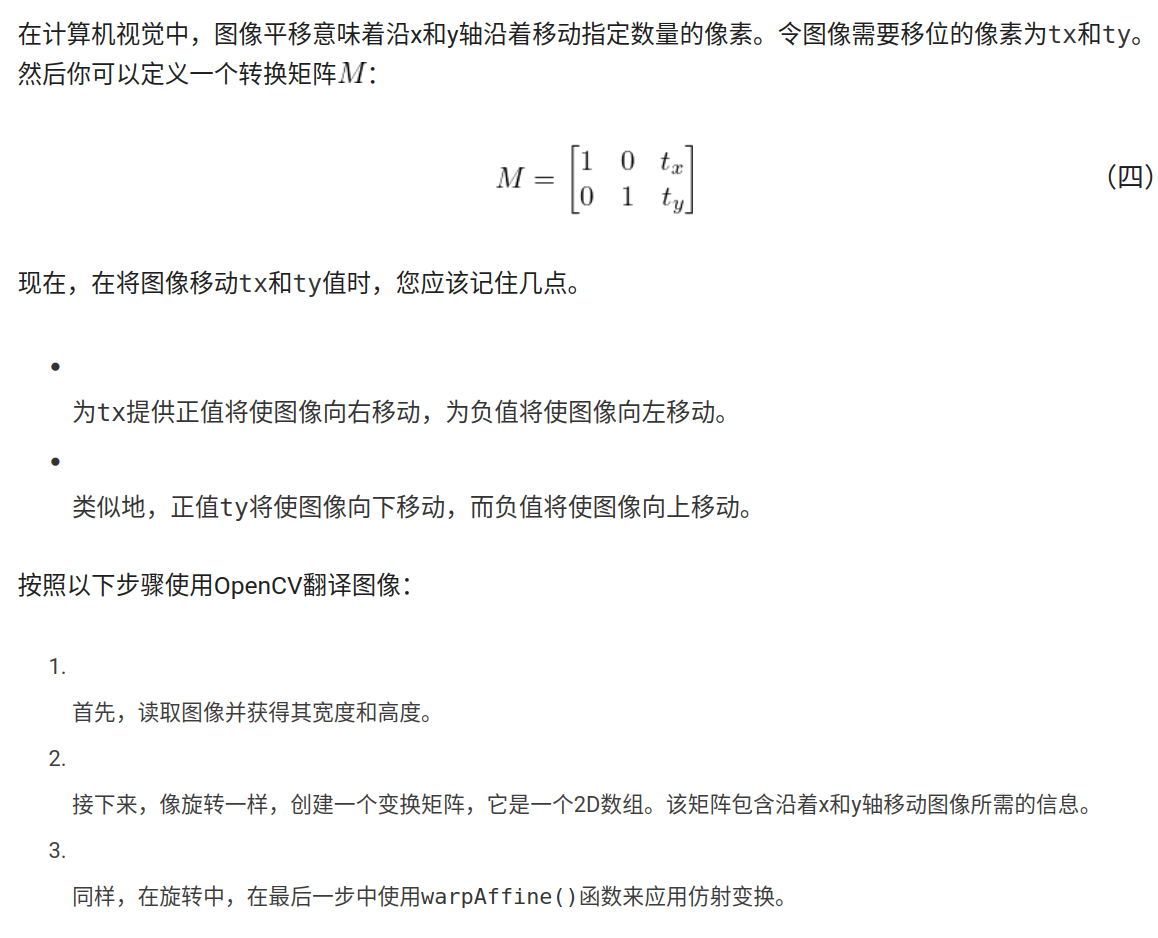 在计算机视觉中，图像平移意味着沿x和y轴沿着移动指定数量的像素。令图像需要移位的像素为tx和ty。
然后你可以定义一个转换矩阵M：
M = [1 0 t_x
0 1 t_y]
（四）
现在，在将图像移动tx和ty值时，您应该记住几点。
•
为tx提供正值将使图像向右移动，为负值将使图像向左移动。
•
类似地，正值ty将使图像向下移动，而负值将使图像向上移动。
按照以下步骤使用OpenCV翻译图像：
1.
首先，读取图像并获得其宽度和高度。
2.
接下来，像旋转一样，创建一个变换矩阵，它是一个2D数组。该矩阵包含沿着x和y轴移动图像所需的信息。
3.
同样，在旋转中，在最后一步中使用warpAffine()函数来应用仿射变换。